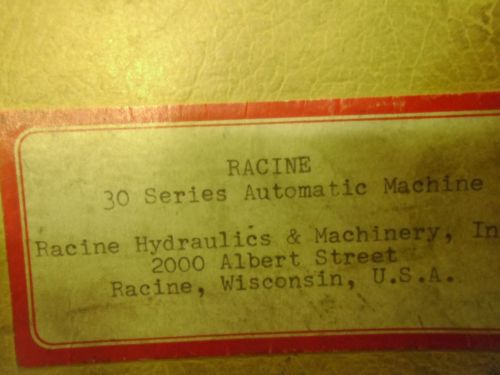 RACINE
30 Series Automatic Machine
Racine Hydraulics & Machinery, In
2000 Albert Street
Racine, Wisconsin, U.S.A.